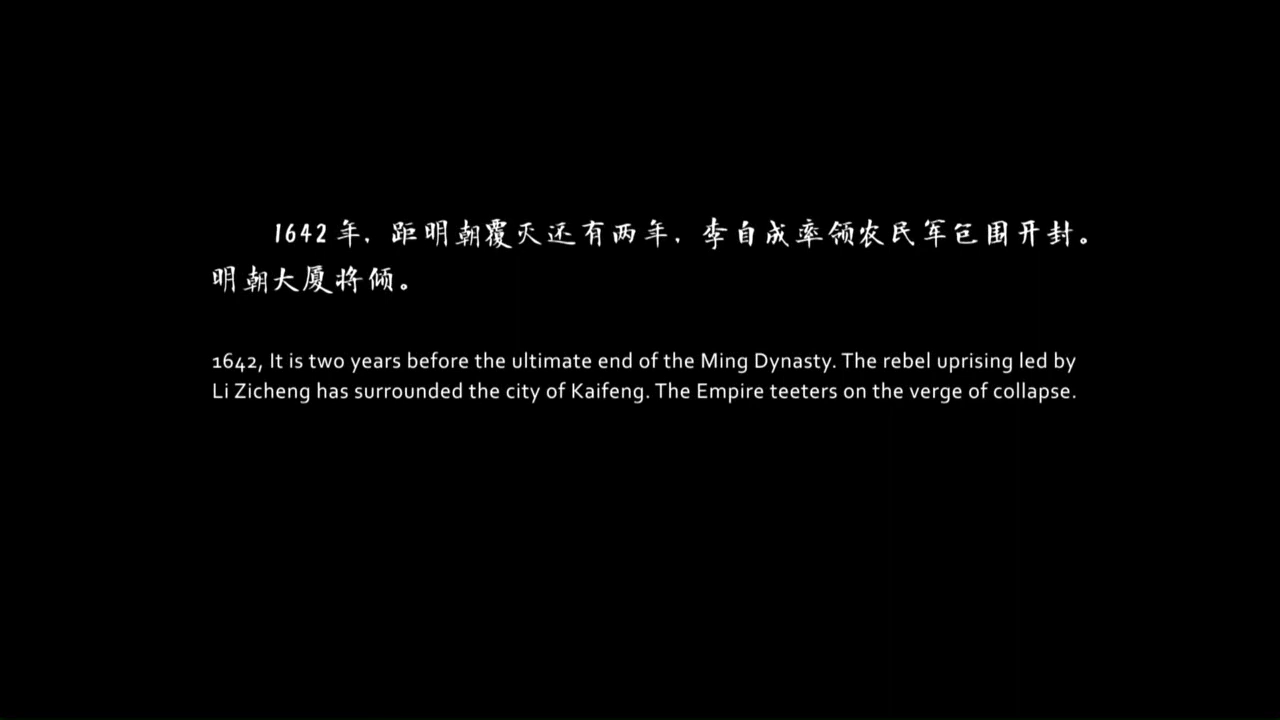 1642年,距明朝覆灭还有两年,李自成率领农民军包围开封。
明朝大厦将倾。
1642, It is two years before the ultimate end of the Ming Dynasty. The rebel uprising led by
Li Zicheng has surrounded the city of Kaifeng. The Empire teeters on the verge of collapse.